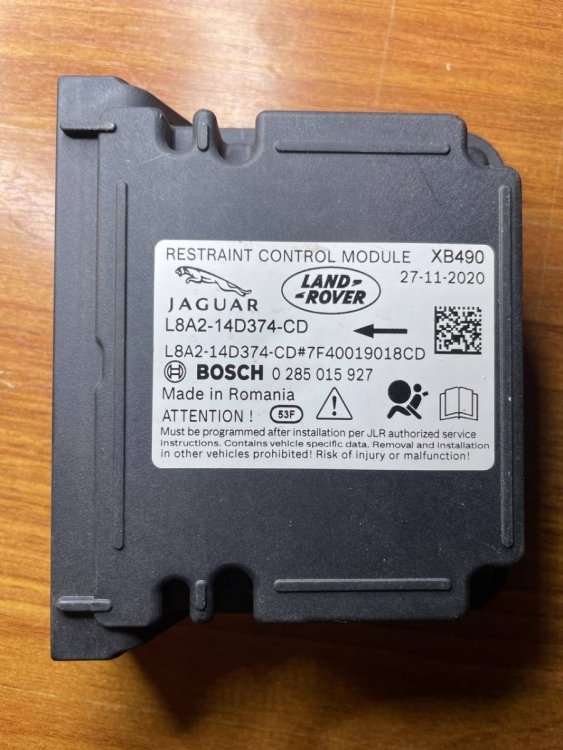 RESTRAINT CONTROL MODULE XB490
27-11-2020
JAGUAR
LAND-
-ROVER
L8A2-14D374-CD
L8A2-14D374-CD#7F40019018CD
BOSCH 0 285 015 927
Made in Romania
ATTENTION ! 53F
Must be programmed after installation per JLR authorized service
instructions. Contains vehicle specific data. Removal and installation
in other vehicles prohibited! Risk of injury or malfunction!